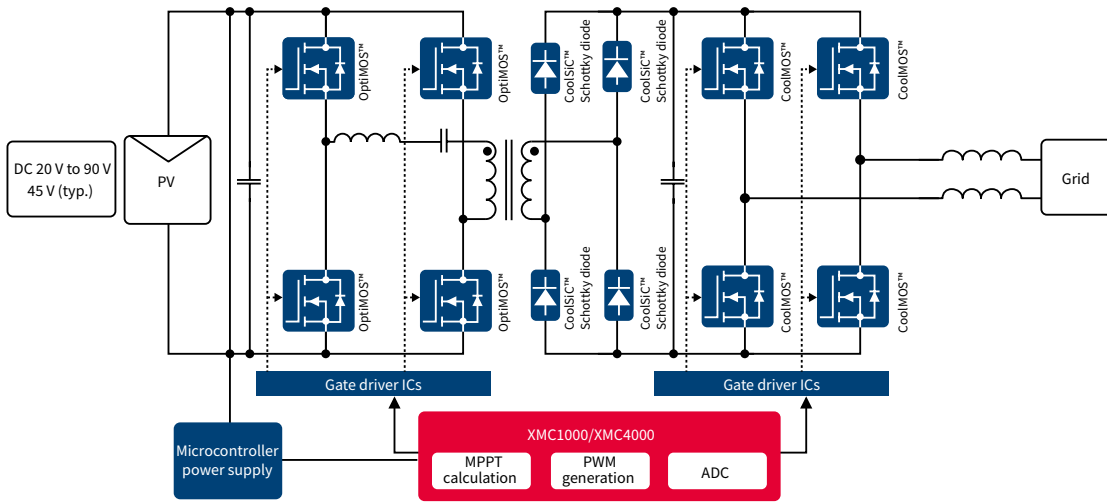 DC 20 V to 90 V
45 V (typ.)
PV
OptiMOS™
OptiMOS™
CoolSiC™
Schottky diode
CoolSiC™
Schottky diode
CoolMOS™
CoolMOS™
Grid
OptiMOS™
OptiMOS™
CoolSiC™
Schottky diode
CoolSiC™
Schottky diode
CoolMOS™
CoolMOS™
Gate driver ICs
Gate driver ICs
Microcontroller
power supply
XMC1000/XMC4000
MPPT
calculation
PWM
generation
ADC